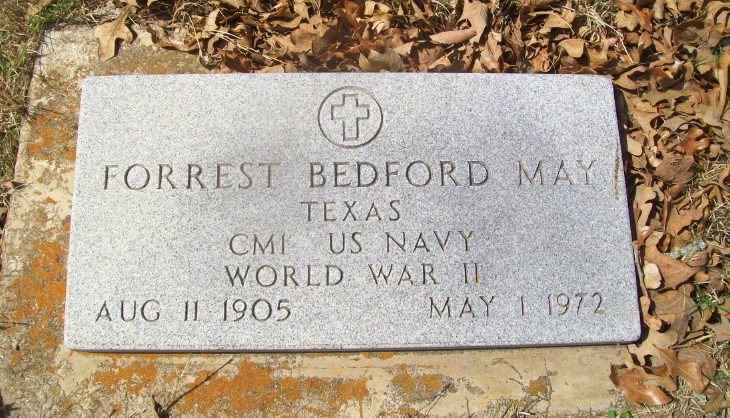 FORREST BEDFORD MAY
TEXAS
CM1 US NAVY
WORLD WAR II
AUG 11 1905 MAY 1 1972